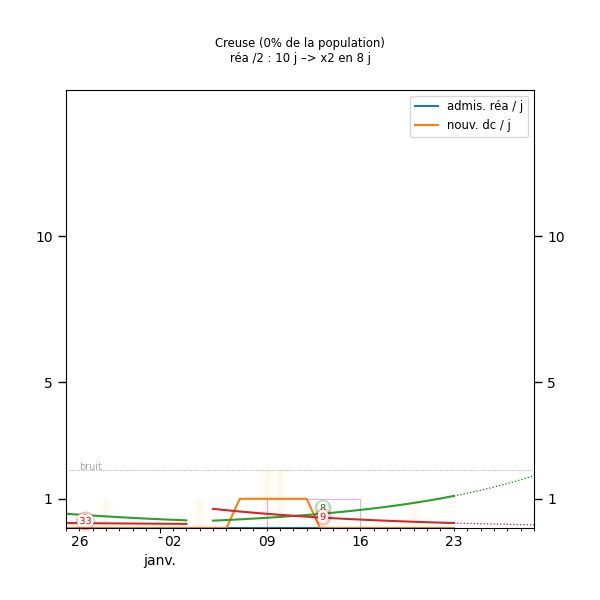 Creuse (0% de la population)
réa /2 : 10 j –> x2 en 8 j
admis. réa / j
nouv. dc / j
10 10
5 5
bruit
1 1
33 8
9
26 02 09 16 23
janv.